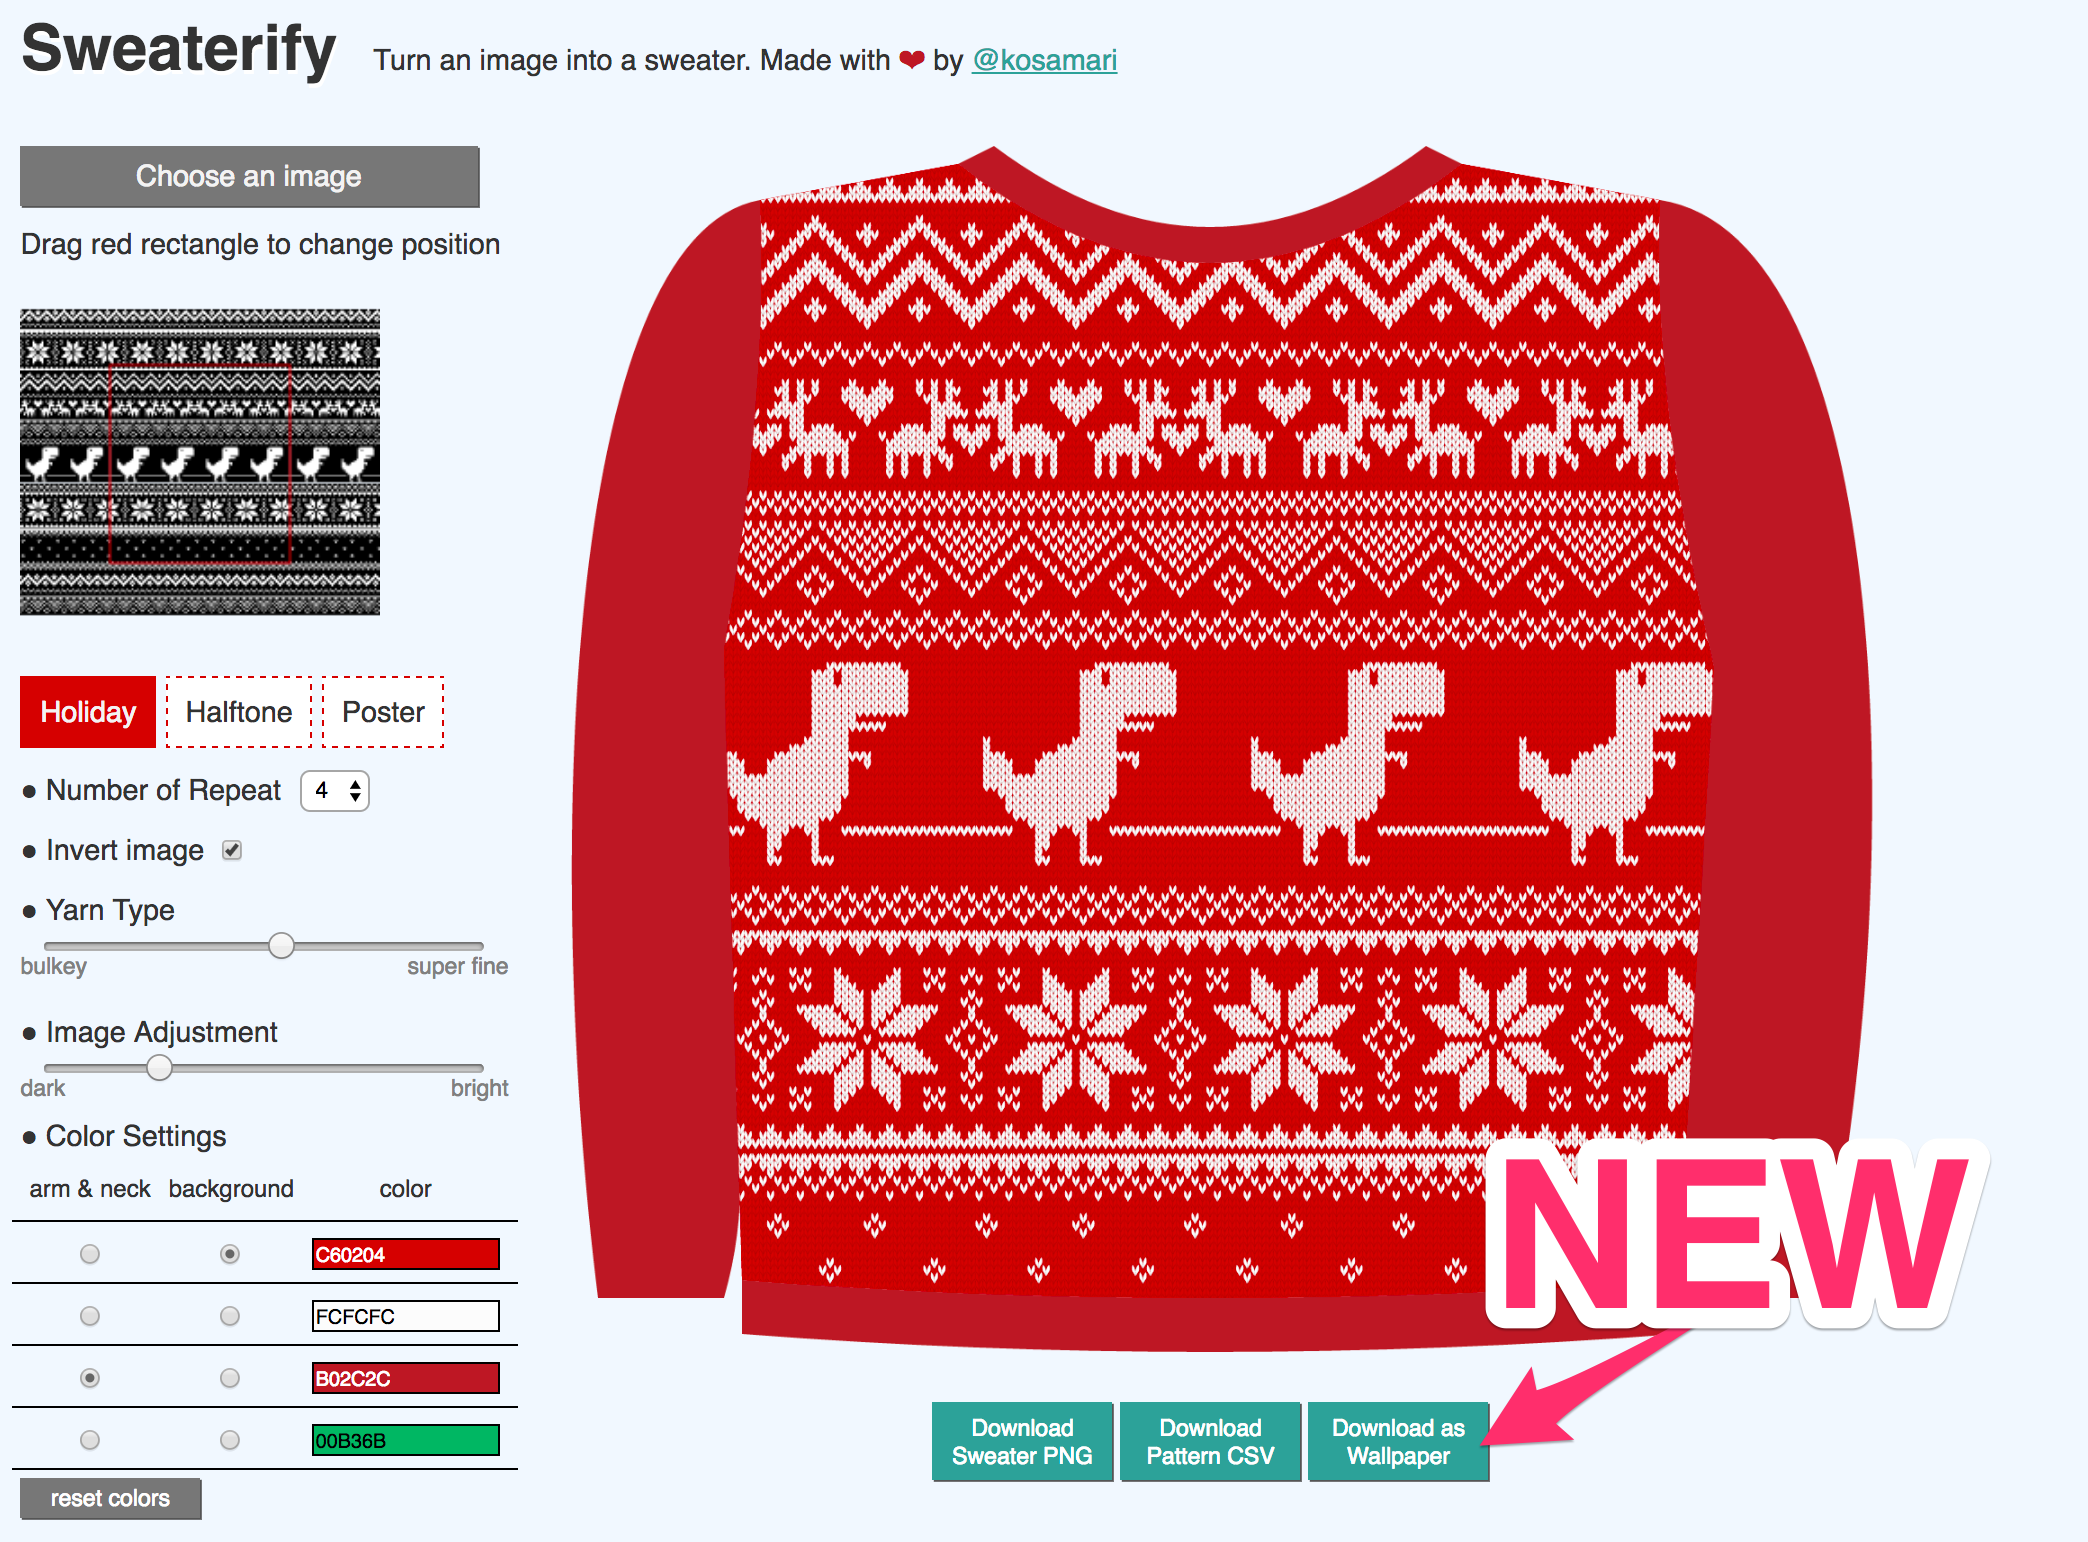 Sweaterify
Turn an image into a sweater. Made with ❤ by @kosamari
Choose an image
Drag red rectangle to change position
Holiday
Halftone
Poster
● Number of Repeat 4
● Invert image
● Yarn Type
bulkey
super fine
● Image Adjustment
dark
bright
● Color Settings
arm & neck
background
color
C60204
FCFCFC
B02C2C
00B36B
reset colors
NEW
Download
Sweater PNG
Download
Pattern CSV
Download as
Wallpaper